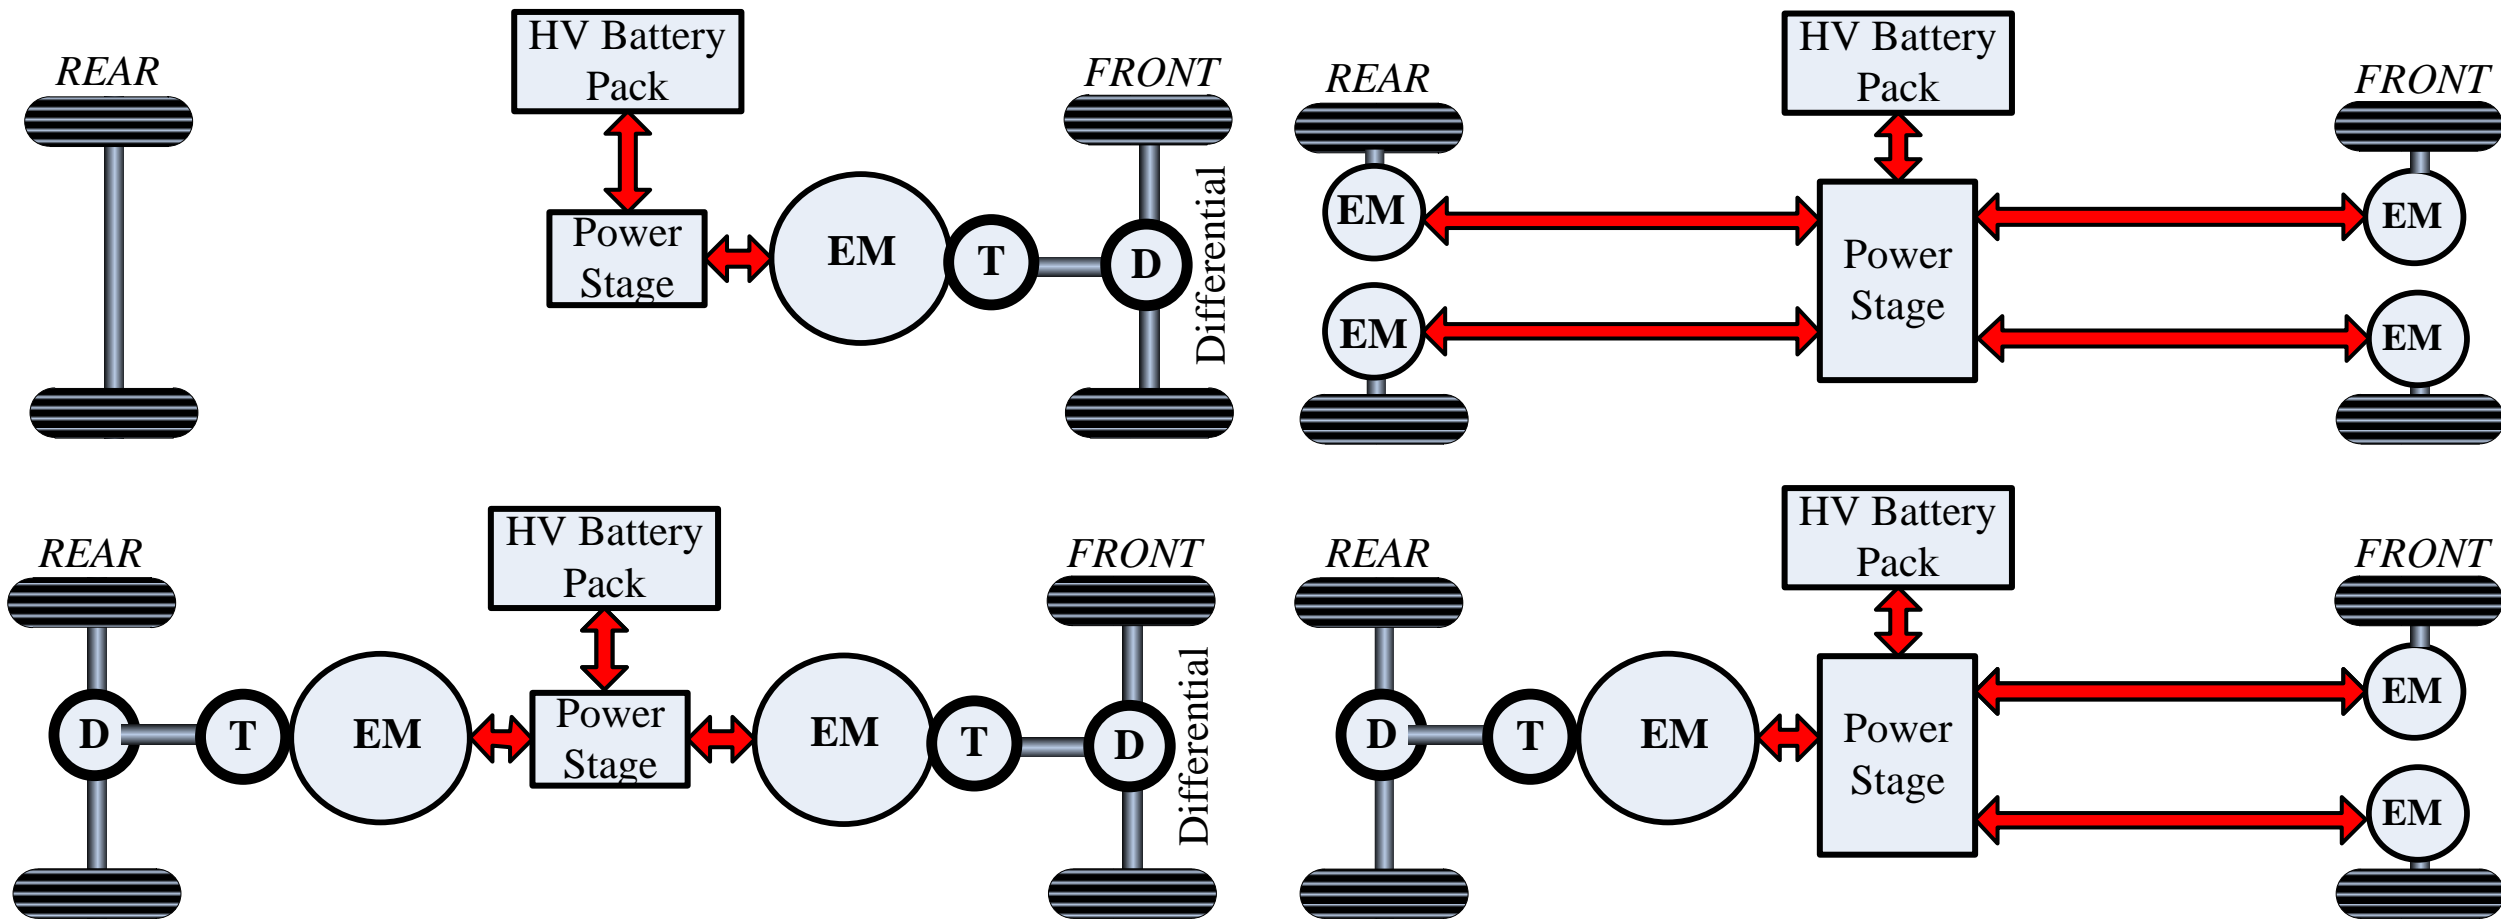 REAR
HV Battery
Pack
FRONT
Power
Stage
EM
T
D
Differential
REAR
HV Battery
Pack
FRONT
EM
EM
Power
Stage
EM
EM
REAR
HV Battery
Pack
FRONT
D
T
EM
Power
Stage
EM
T
D
Differential
REAR
HV Battery
Pack
FRONT
D
T
EM
Power
Stage
EM
EM